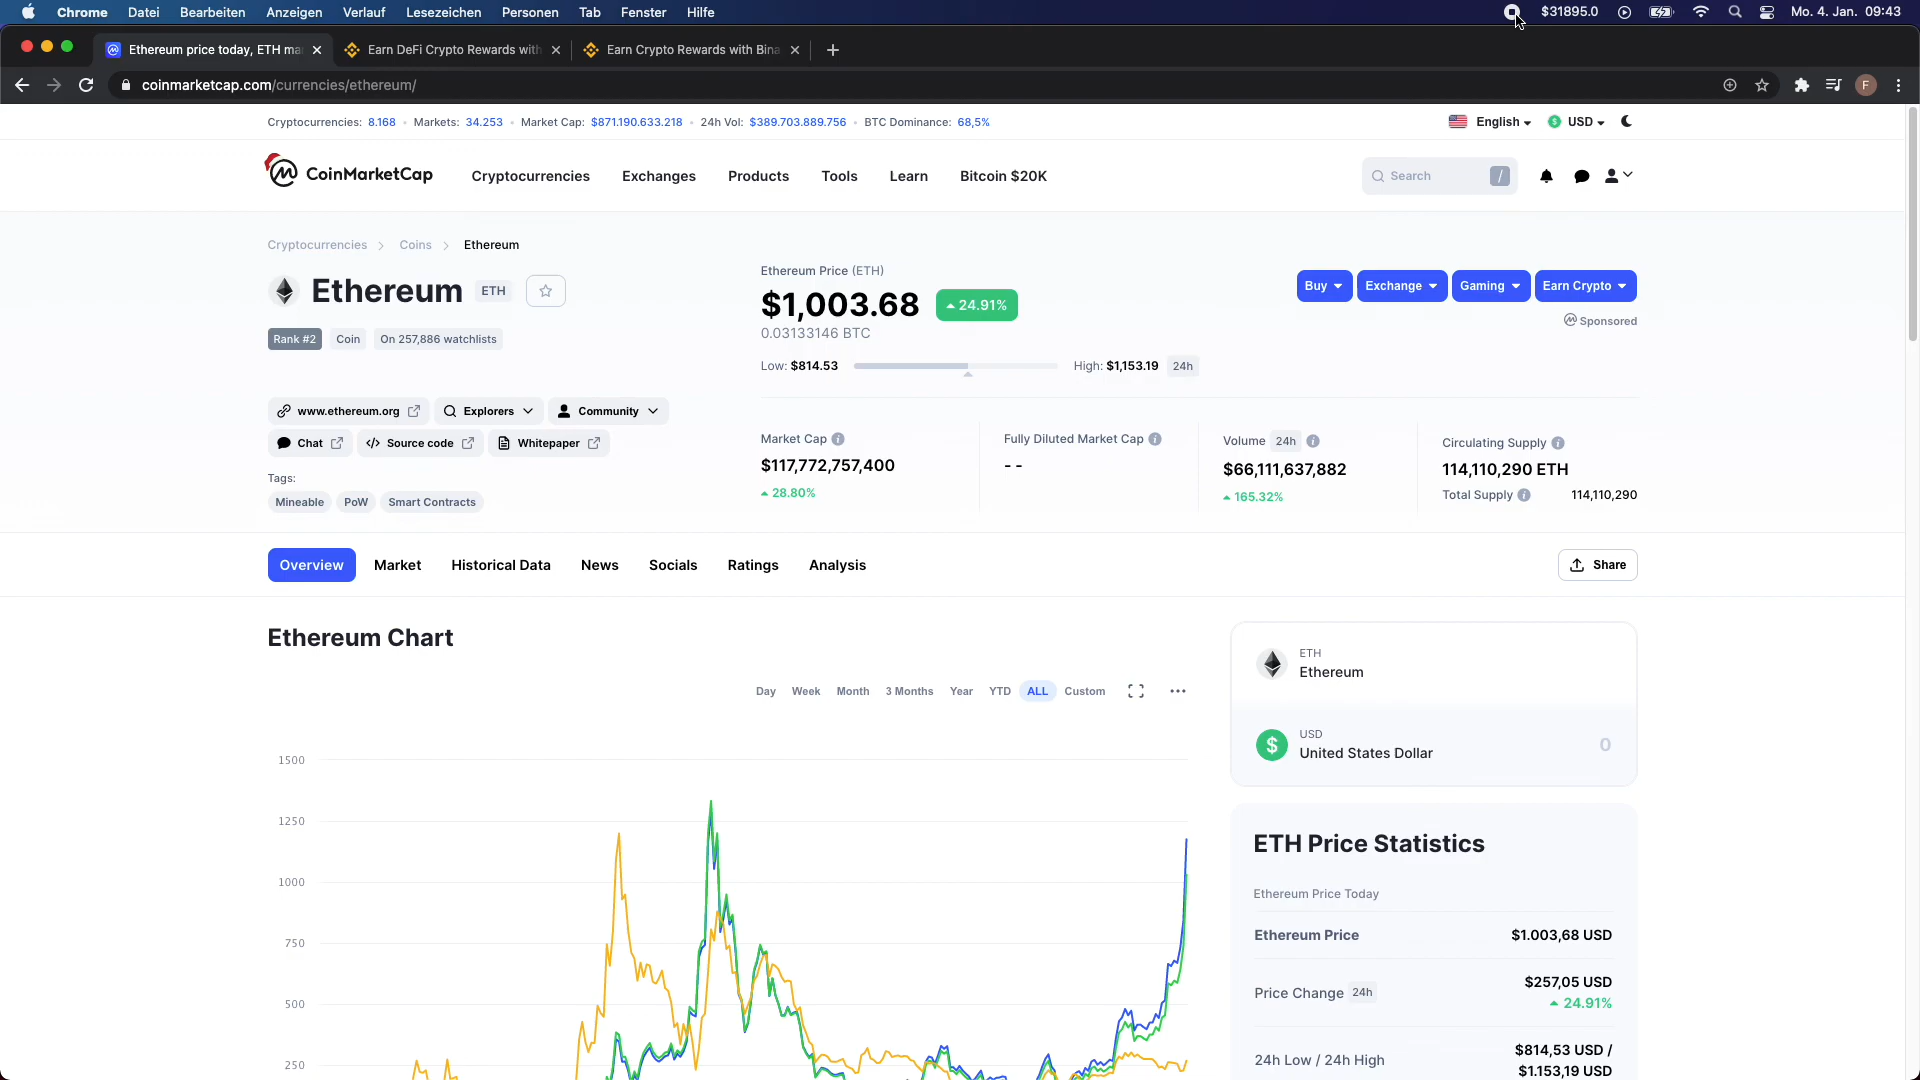 Chrome Datei Bearbeiten Anzeigen Verlauf Lesezeichen Personen Tab Fenster Hilfe $31895.0 Mo. 4. Jan. 09:43
Ethereum price today, ETH ma Earn DeFi Crypto Rewards with Earn Crypto Rewards with Bina
coinmarketcap.com/currencies/ethereum/ F
Cryptocurrencies: 8.168 Markets: 34.253 Market Cap: $871.190.633.218 24h Vol: $389.703.889.756 BTC Dominance: 68,5% English USD
CoinMarketCap Cryptocurrencies Exchanges Products Tools Learn Bitcoin $20K Search /
Cryptocurrencies Coins Ethereum
Ethereum ETH
Rank #2 Coin On 257,886 watchlists
www.ethereum.org Explorers Community
Chat Source code Whitepaper
Tags:
Mineable PoW Smart Contracts
Ethereum Price (ETH)
$1,003.68 24.91%
0.03133146 BTC
Low: $814.53 High: $1,153.19 24h
Buy Exchange Gaming Earn Crypto
Sponsored
Market Cap
$117,772,757,400
28.80%
Fully Diluted Market Cap
- -
Volume 24h
$66,111,637,882
165.32%
Circulating Supply
114,110,290 ETH
Total Supply 114,110,290
Overview Market Historical Data News Socials Ratings Analysis Share
Ethereum Chart
Day Week Month 3 Months Year YTD ALL Custom
1500
1250
1000
750
500
250
ETH
Ethereum
USD
United States Dollar 0
ETH Price Statistics
Ethereum Price Today
Ethereum Price $1.003,68 USD
Price Change 24h $257,05 USD
24.91%
24h Low / 24h High $814,53 USD /
$1.153,19 USD